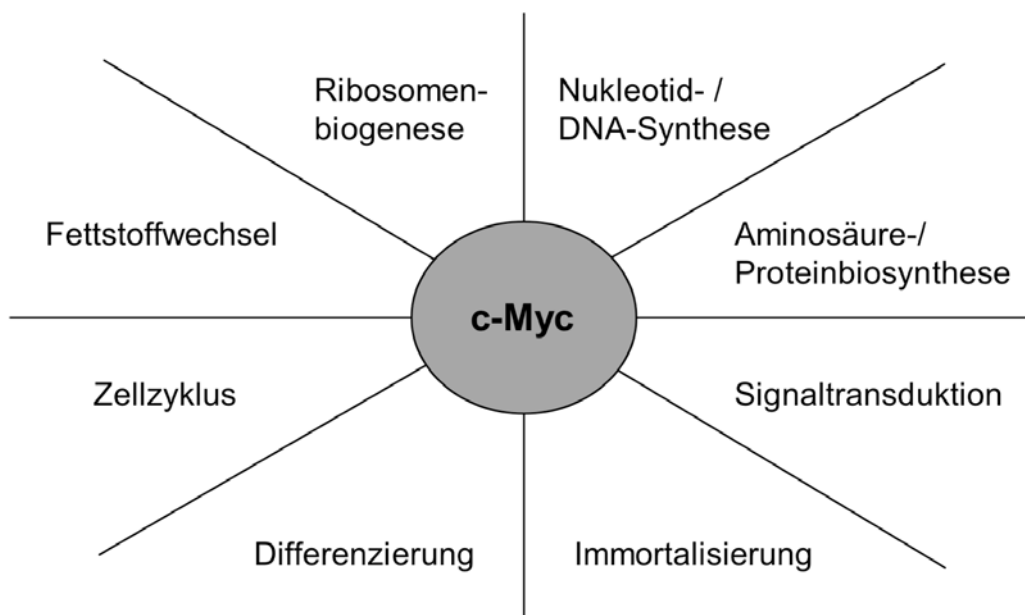 Ribosomen-
biogenese
Nukleotid- /
DNA-Synthese
Fettstoffwechsel
Aminosäure-/
Proteinbiosynthese
c-Myc
Zellzyklus
Signaltransduktion
Differenzierung
Immortalisierung